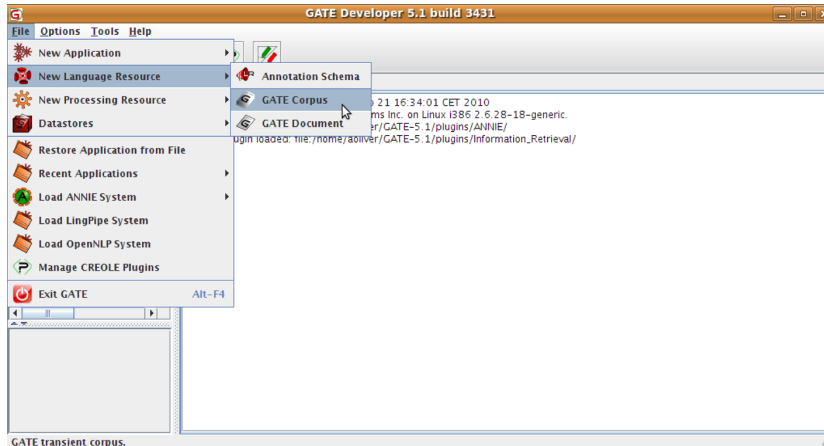 GATE Developer 5.1 build 3431
File Options Tools Help
New Application
New Language Resource
Annotation Schema
New Processing Resource
GATE Corpus
21 16:34:01 CET 2010
ms Inc. on Linux i386 2.6.28-18-generic.
Datastores
GATE Document
er/GATE-5.1/plugins/ANNIE/
ugin loaded: file:/home/aoliver/GATE-5.1/plugins/Information_Retrieval/
Restore Application from File
Recent Applications
Load ANNIE System
Load LingPipe System
Load OpenNLP System
Manage CREOLE Plugins
Exit GATE Alt-F4
GATE transient corpus.